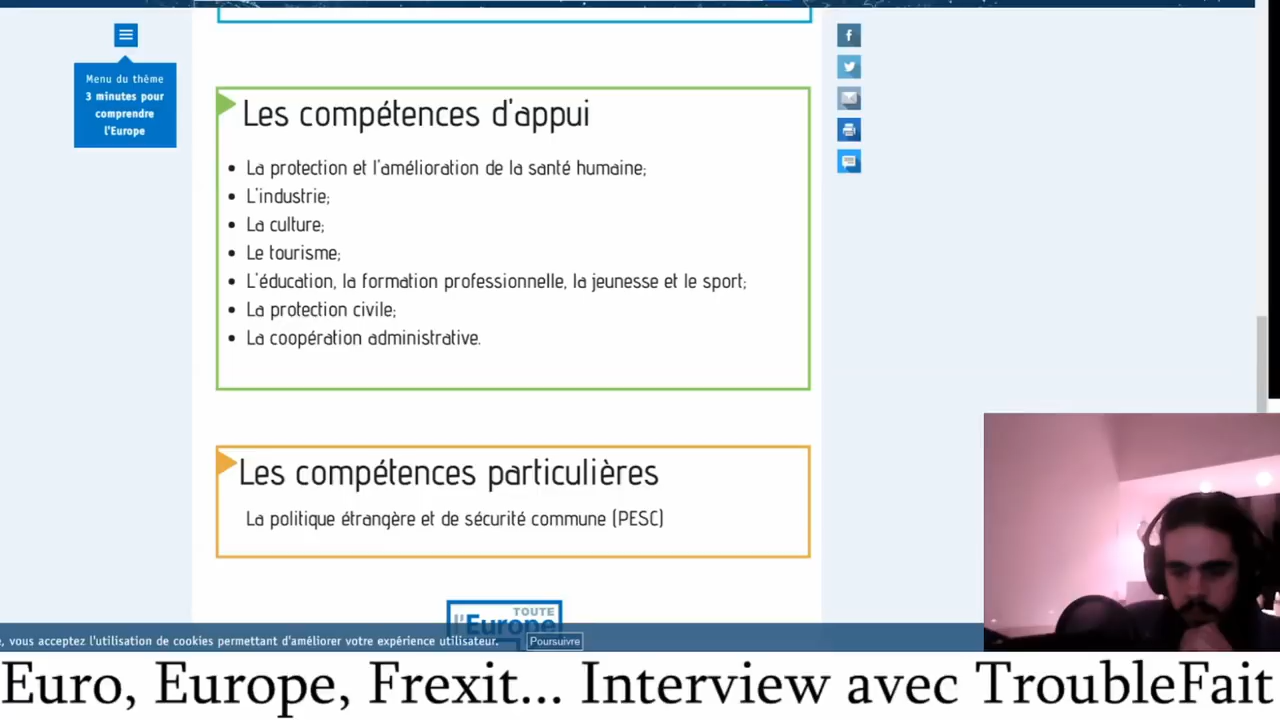 Menu du thème
3 minutes pour
comprendre
l'Europe
Les compétences d'appui
• La protection et l'amélioration de la santé humaine;
• L'industrie;
• La culture;
• Le tourisme;
• L'éducation, la formation professionnelle, la jeunesse et le sport;
• La protection civile;
• La coopération administrative.
Les compétences particulières
La politique étrangère et de sécurité commune (PESC)
TOUTE
l'Europe
, vous acceptez l'utilisation de cookies permettant d'améliorer votre expérience utilisateur. Poursuivre
Euro, Europe, Frexit... Interview avec TroubleFait